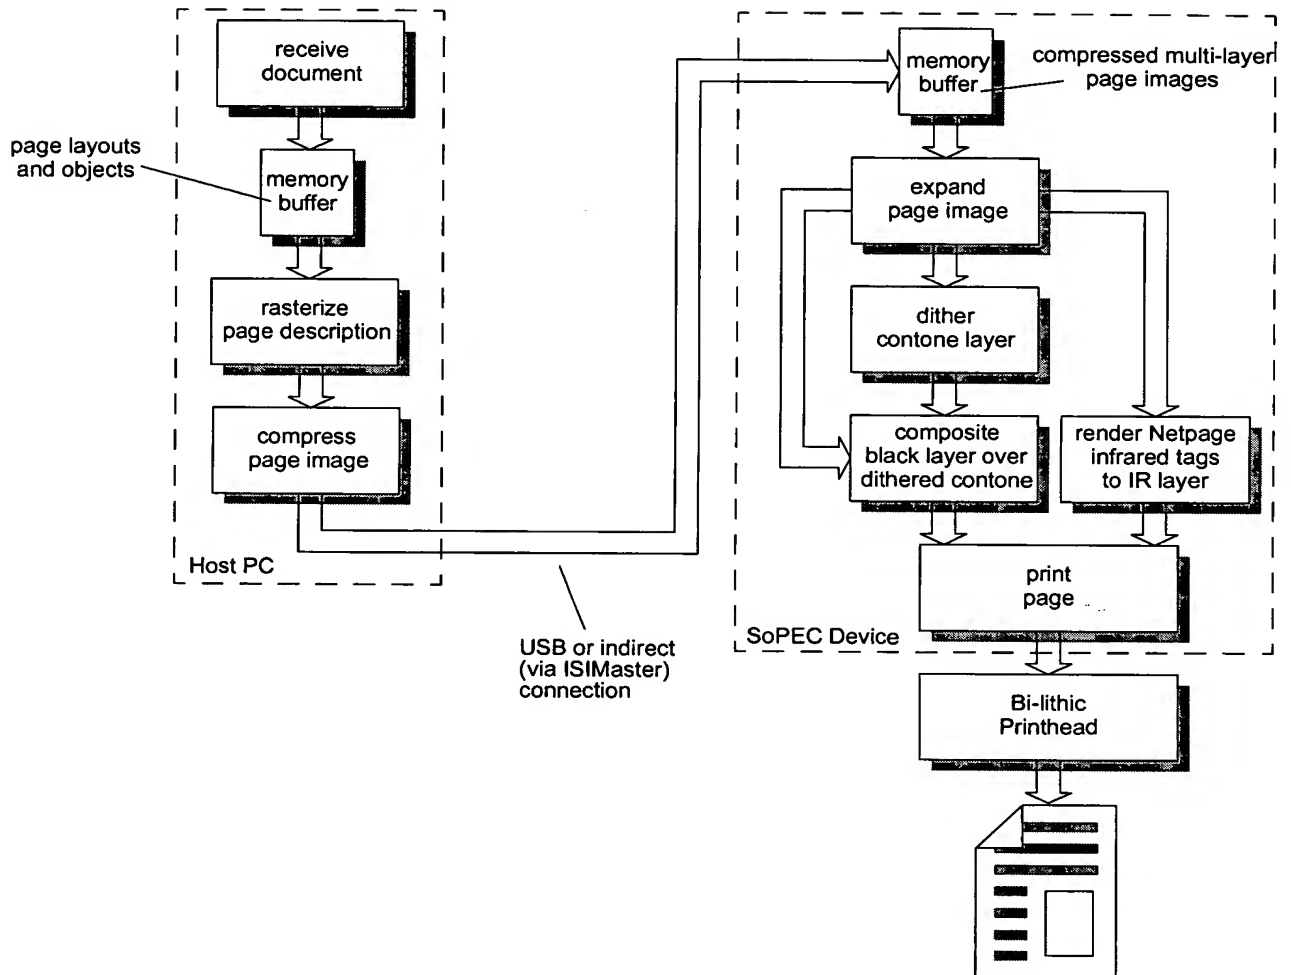 receive
document
page layouts
and objects
memory
buffer
rasterize
page description
compress
page image
Host PC
USB or indirect
(via ISIMaster)
connection
memory
buffer
compressed multi-layer
page images
expand
page image
dither
contone layer
composite
black layer over
dithered contone
render Netpage
infrared tags
to IR layer
print
page
SoPEC Device
Bi-lithic
Printhead